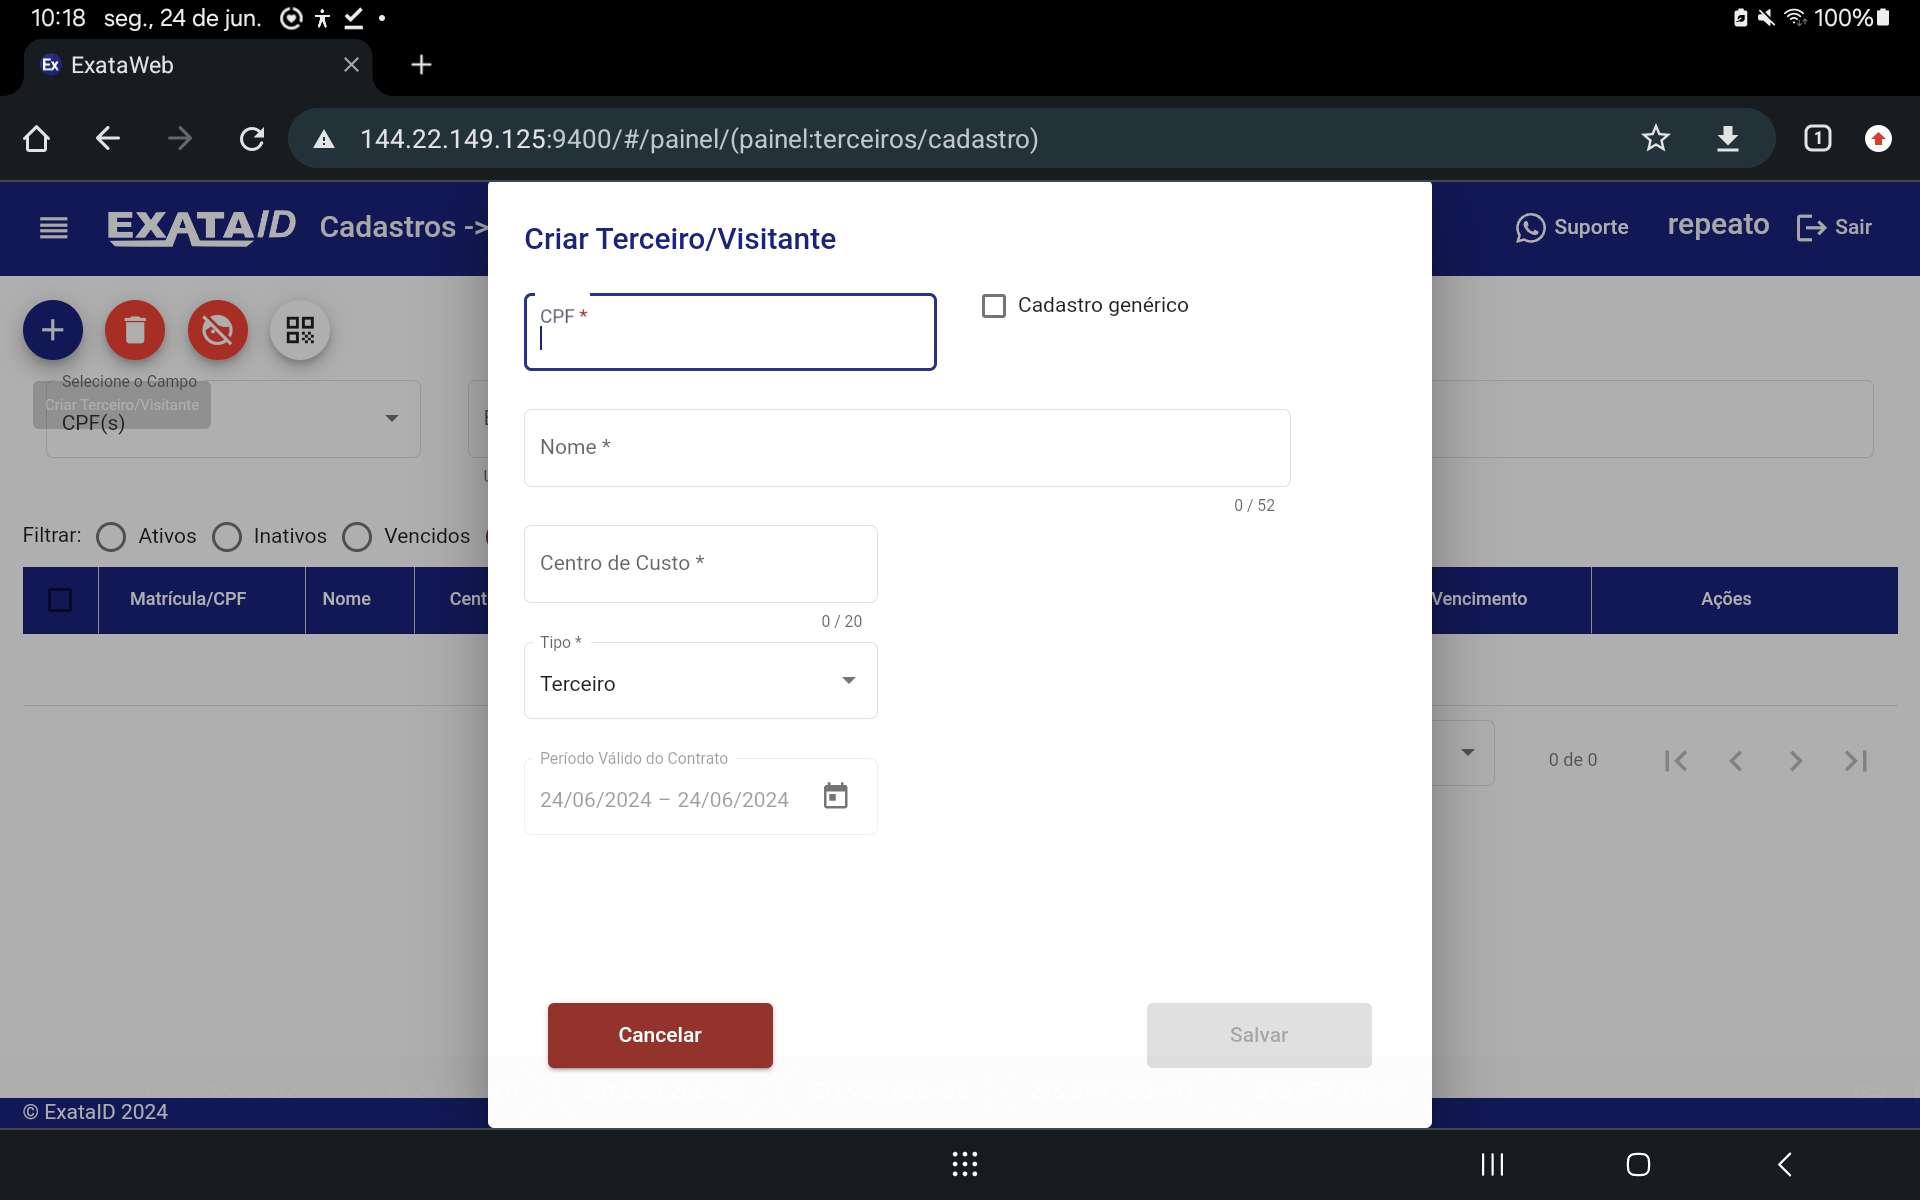 10:18 seg., 24 de jun. 100%
Ex ExataWeb
144.22.149.125:9400/#/painel/(painel:terceiros/cadastro) 1
EXATAID Cadastros -> Suporte repeato Sair
Criar Terceiro/Visitante
CPF *
Cadastro genérico
Selecione o Campo
Criar Terceiro/Visitante
CPF(s)
Nome *
0 / 52
Filtrar: Ativos Inativos Vencidos
Centro de Custo *
0 / 20
Matrícula/CPF Nome Cent Vencimento Ações
Tipo *
Terceiro
Período Válido do Contrato
24/06/2024 – 24/06/2024
0 de 0
Cancelar Salvar
© ExataID 2024